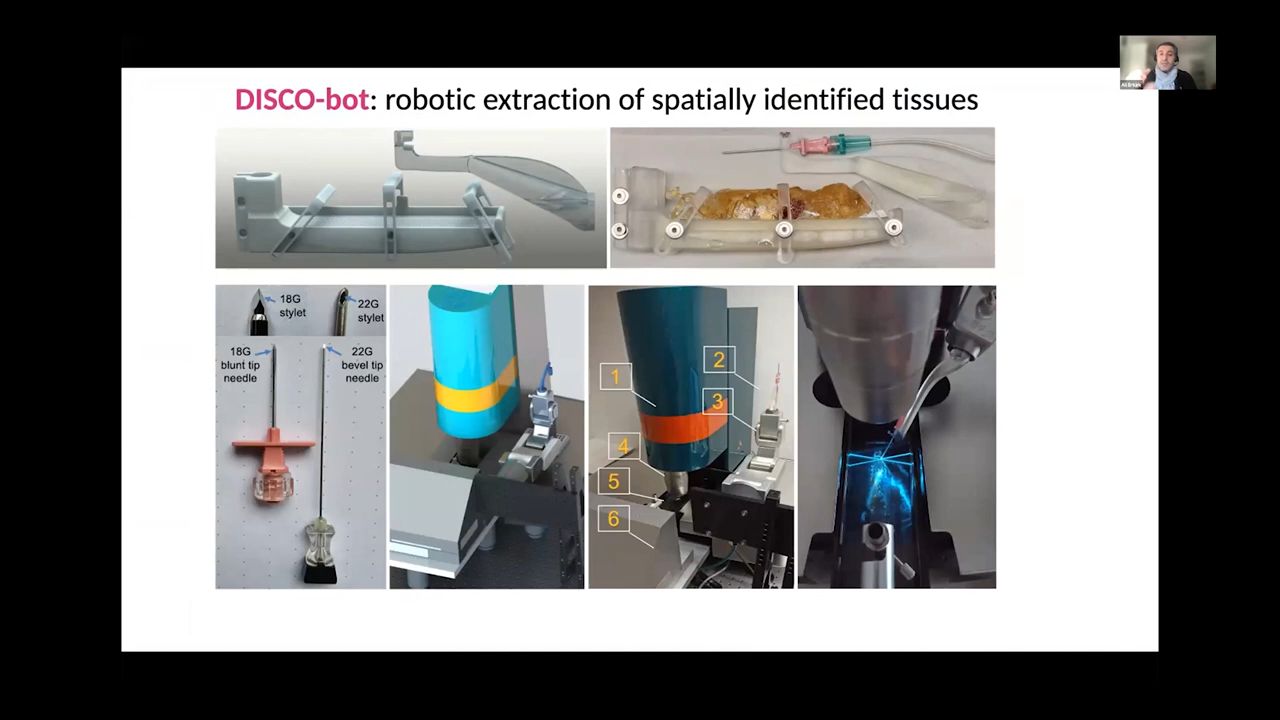 DISCO-bot: robotic extraction of spatially identified tissues
18G
stylet
22G
stylet
18G
blunt tip
needle
22G
bevel tip
needle
1
2
3
4
5
6